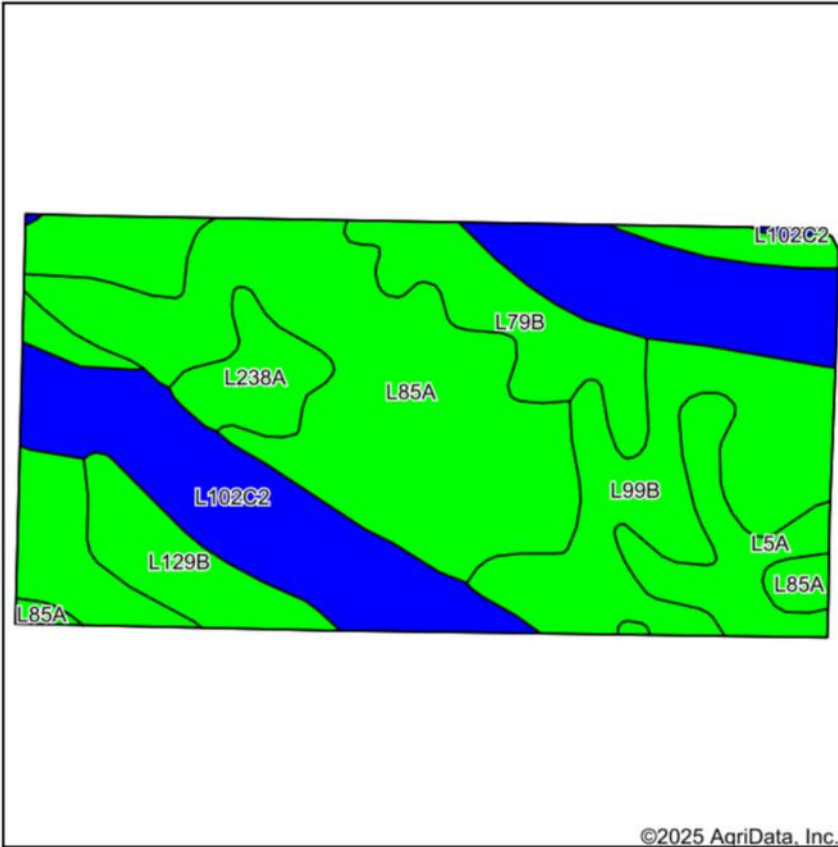 L102C2
L79B
L238A
L85A
L102C2
L99B
L5A
L129B
L85A
L85A
©2025 AgriData, Inc.